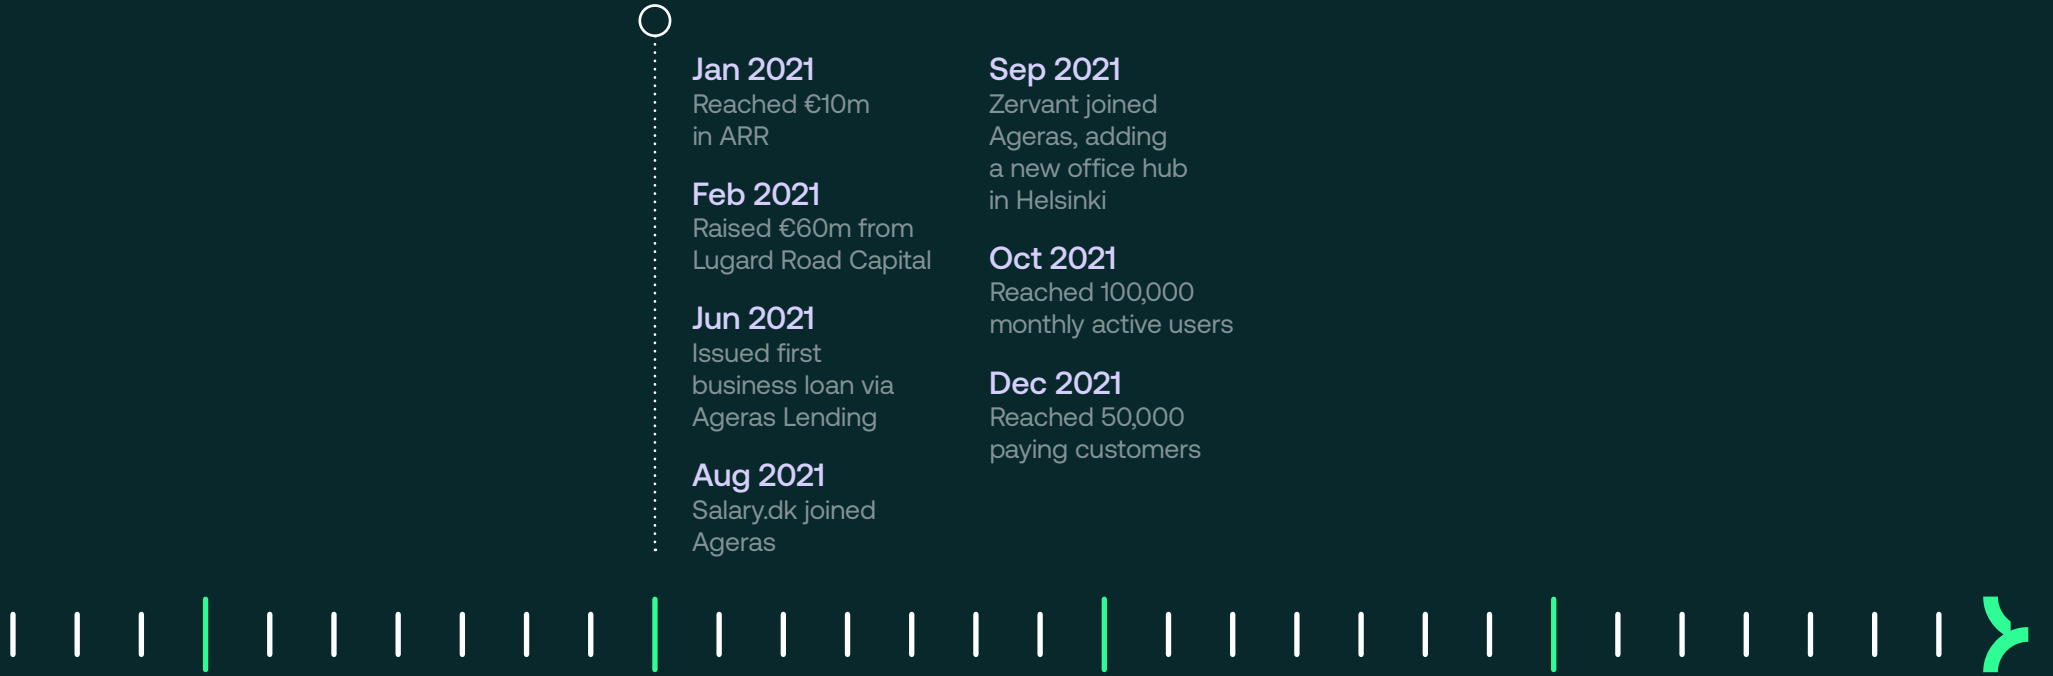 Jan 2021
Reached €10m
in ARR
Feb 2021
Raised €60m from
Lugard Road Capital
Jun 2021
Issued first
business loan via
Ageras Lending
Aug 2021
Salary.dk joined
Ageras
Sep 2021
Zervant joined
Ageras, adding
a new office hub
in Helsinki
Oct 2021
Reached 100,000
monthly active users
Dec 2021
Reached 50,000
paying customers